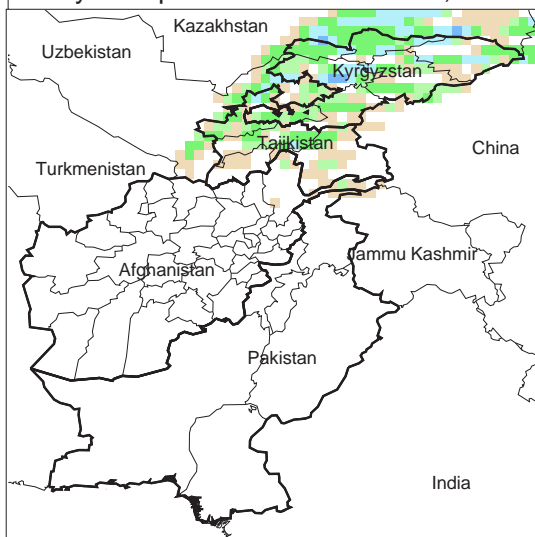 Kazakhstan
Uzbekistan
Kyrgyzstan
China
Tajikistan
Turkmenistan
Jammu Kashmir
Afghanistan
Pakistan
India